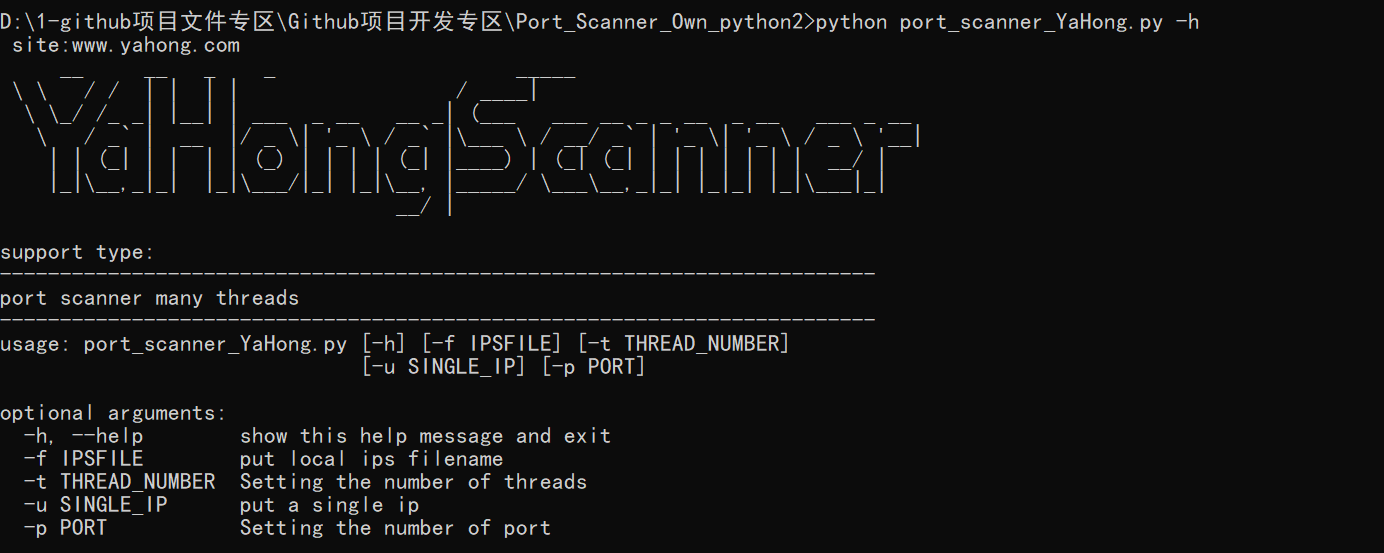 D:\1-github项目文件专区\Github项目开发专区\Port_Scanner_Own_python2>python port_scanner_YaHong.py -h
site:www.yahong.com
YaHongScanner
support type:
-------------------------------------------------------------------------
port scanner many threads
-------------------------------------------------------------------------
usage: port_scanner_YaHong.py [-h] [-f IPSFILE] [-t THREAD_NUMBER]
[-u SINGLE_IP] [-p PORT]
optional arguments:
-h, --help show this help message and exit
-f IPSFILE put local ips filename
-t THREAD_NUMBER Setting the number of threads
-u SINGLE_IP put a single ip
-p PORT Setting the number of port